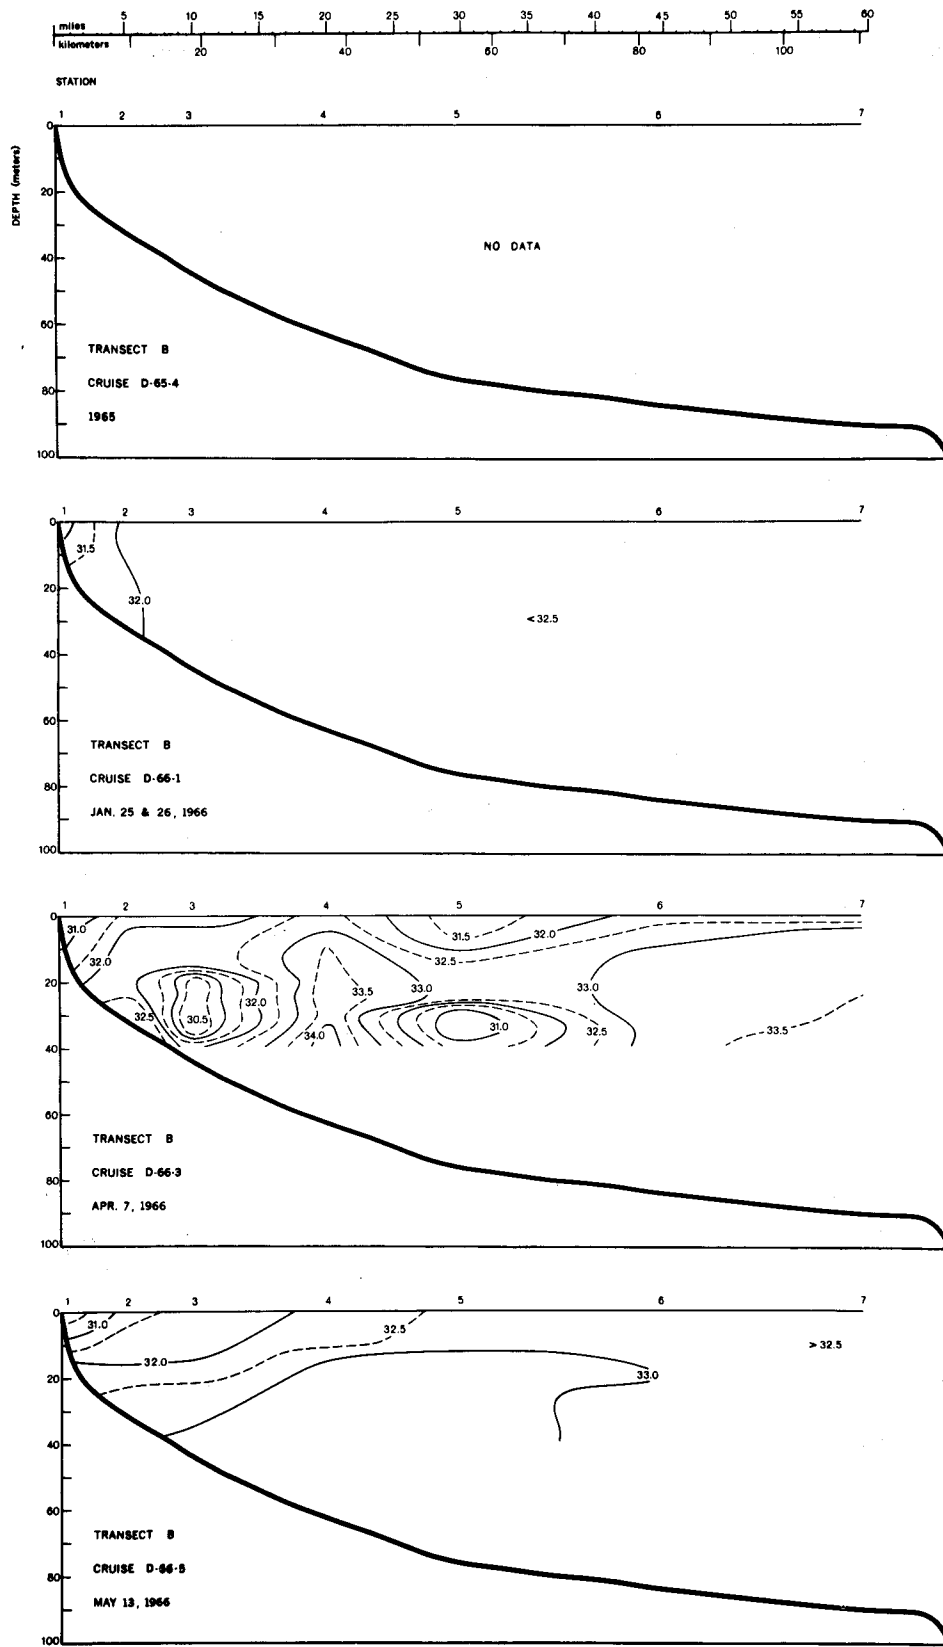 miles 5 10 15 20 25 30 35 40 45 50 55 60
kilometers 20 40 60 80 100
STATION
1 2 3 4 5 6 7
DEPTH (meters)
0
20
40
60
80
100
NO DATA
TRANSECT B
CRUISE D-65-4
1965
1 2 3 4 5 6 7
0
20
40
60
80
100
31.5
32.0
<32.5
TRANSECT B
CRUISE D-66-1
JAN. 25 & 26, 1966
1 2 3 4 5 6 7
0
20
40
60
80
100
31.0
31.5 32.0
32.0
32.5
33.5 33.0 33.0
32.0
32.5
30.5
31.0
34.0
32.5
33.5
TRANSECT B
CRUISE D-66-3
APR. 7, 1966
1 2 3 4 5 6 7
0
20
40
60
80
100
31.0
32.5
>32.5
32.0
33.0
TRANSECT B
CRUISE D-66-5
MAY 13, 1966